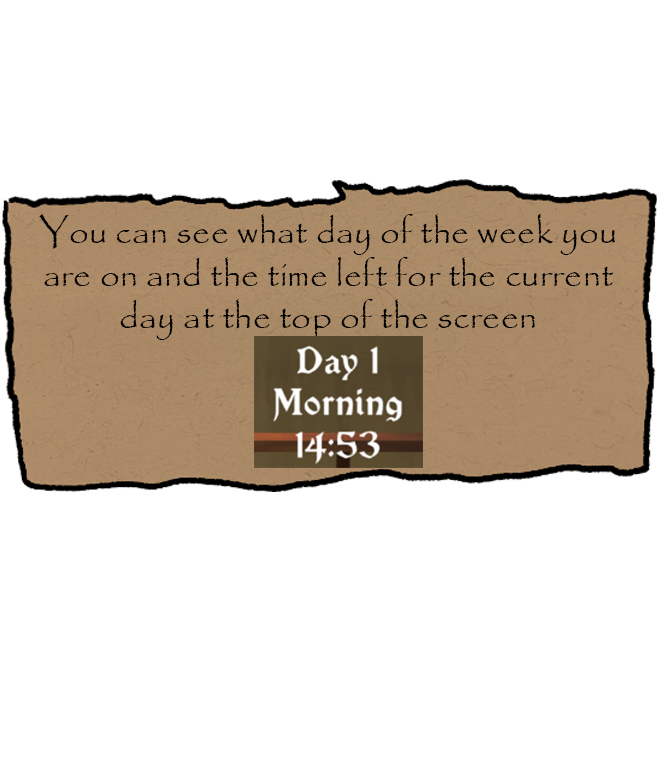 You can see what day of the week you
are on and the time left for the current
day at the top of the screen
Day 1
Morning
14:53